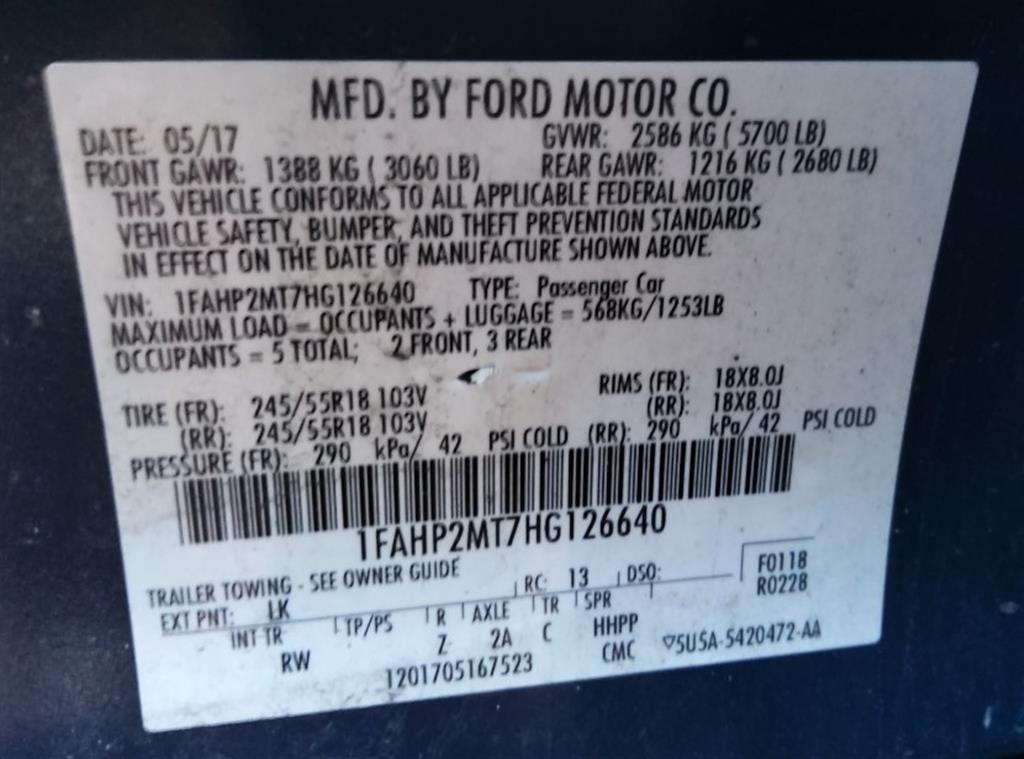 MFD. BY FORD MOTOR CO.
DATE: 05/17 GVWR: 2586 KG ( 5700 LB)
FRONT GAWR: 1388 KG ( 3060 LB) REAR GAWR: 1216 KG ( 2680 LB)
THIS VEHICLE CONFORMS TO ALL APPLICABLE FEDERAL MOTOR
VEHICLE SAFETY, BUMPER, AND THEFT PREVENTION STANDARDS
IN EFFECT ON THE DATE OF MANUFACTURE SHOWN ABOVE.
VIN: 1FAHP2MT7HG126640 TYPE: Passenger Car
MAXIMUM LOAD = OCCUPANTS + LUGGAGE = 568KG/1253LB
OCCUPANTS = 5 TOTAL; 2 FRONT, 3 REAR
TIRE (FR): 245/55R18 103V RIMS (FR): 18X8.0J
(RR): 245/55R18 103V (RR): 18X8.0J
PRESSURE (FR): 290 kPa/ 42 PSI COLD (RR): 290 kPa/ 42 PSI COLD
1FAHP2MT7HG126640
TRAILER TOWING - SEE OWNER GUIDE
EXT PNT: LK RC: 13 DSO: F0118
R0228
INT TR TP/PS R AXLE TR SPR
RW Z 2A C HHPP
1201705167523 CMC ▽5U5A-5420472-AA